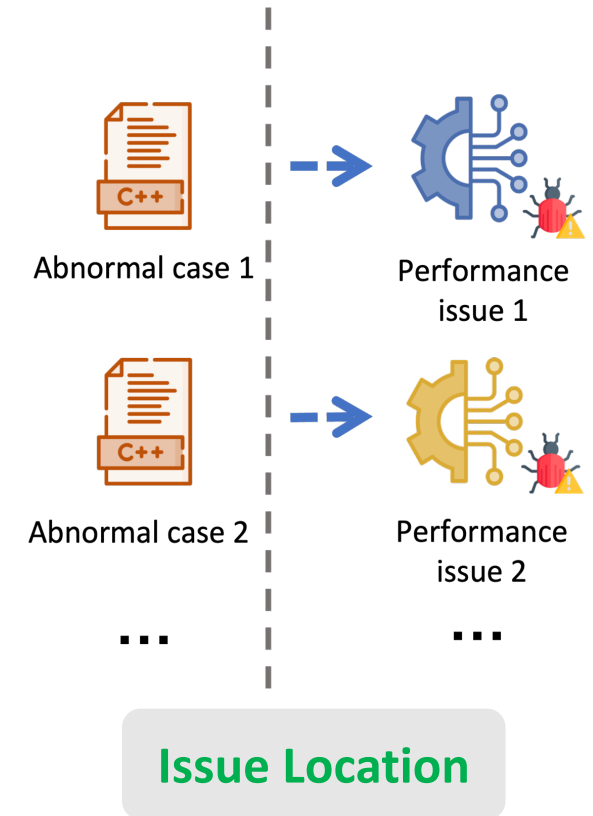 C++
Abnormal case 1
Performance
issue 1
C++
Abnormal case 2
Performance
issue 2
...
...
Issue Location